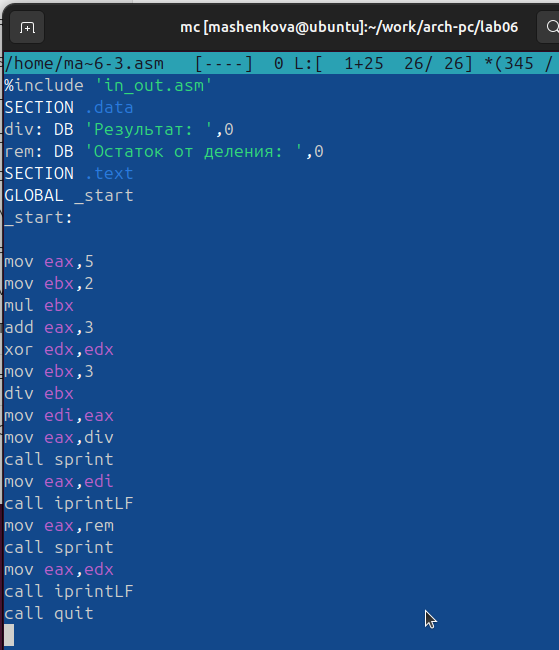 mc [mashenkova@ubuntu]:~/work/arch-pc/lab06
/home/ma~6-3.asm   [----]  0 L:[  1+25  26/ 26] *(345 /
%include 'in_out.asm'
SECTION .data
div: DB 'Результат: ',0
rem: DB 'Остаток от деления: ',0
SECTION .text
GLOBAL _start
_start:

mov eax,5
mov ebx,2
mul ebx
add eax,3
xor edx,edx
mov ebx,3
div ebx
mov edi,eax
mov eax,div
call sprint
mov eax,edi
call iprintLF
mov eax,rem
call sprint
mov eax,edx
call iprintLF
call quit